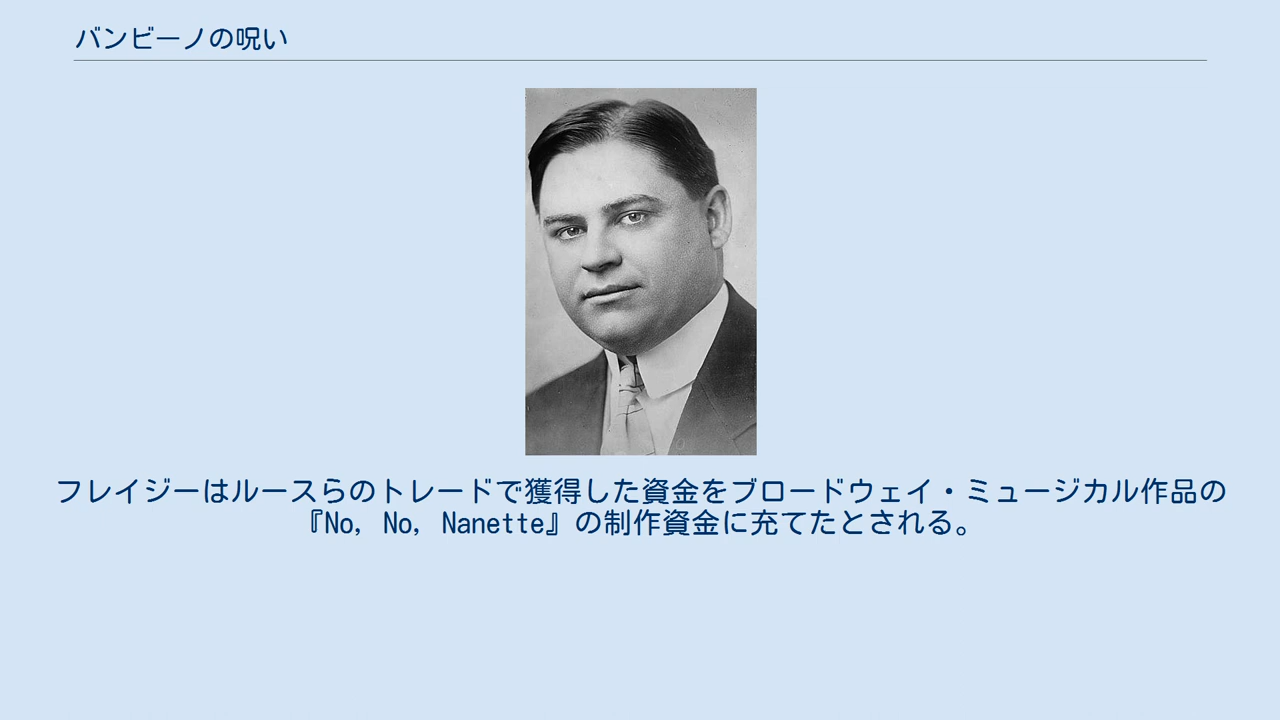 バンビーノの呪い
フレイジーはルースらのトレードで獲得した資金をブロードウェイ・ミュージカル作品の
『No, No, Nanette』の制作資金に充てたとされる。